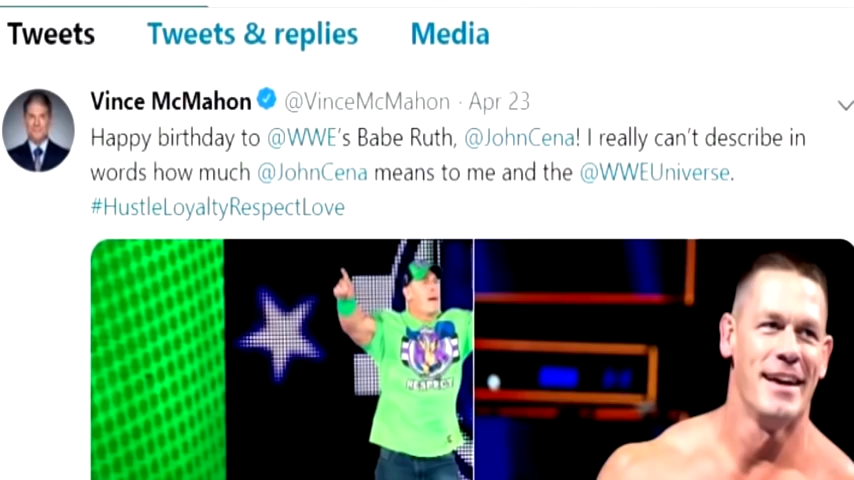 Tweets Tweets & replies Media
Vince McMahon @VinceMcMahon · Apr 23
Happy birthday to @WWE's Babe Ruth, @JohnCena! I really can't describe in
words how much @JohnCena means to me and the @WWEUniverse.
#HustleLoyaltyRespectLove
RESPECT